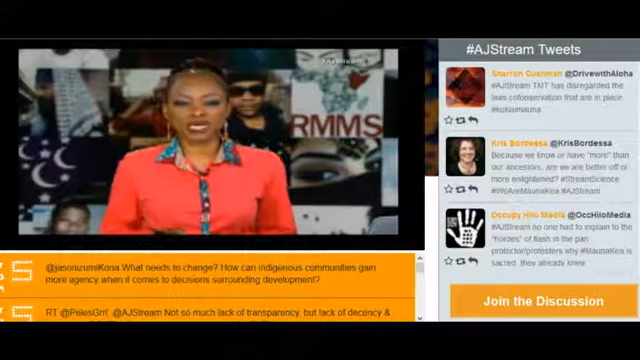 #AJStream Tweets
RMMS
Sharron Cushman @DrivewithAloha
#AJStream TMT has disregarded the
laws colonservation that are in place
#kukiaimauna
Kris Bordessa @KrisBordessa
Because we know or have "more" than
our ancestors, are we are better off or
more enlightened? #StreamScience
#WeAreMaunaKea #AJStream
Occupy Hilo Media @OccHiloMedia
#AJStream no one had to explain to the
"hordes" of flash in the pan
protector/protesters why #MaunaKea is
sacred, they already knew
Join the Discussion
@jasonizumiKona What needs to change? How can indigenous communities gain
more agency when it comes to decisions surrounding development?
RT @PelesGrrl: @AJStream Not so much lack of transparency, but lack of decency &